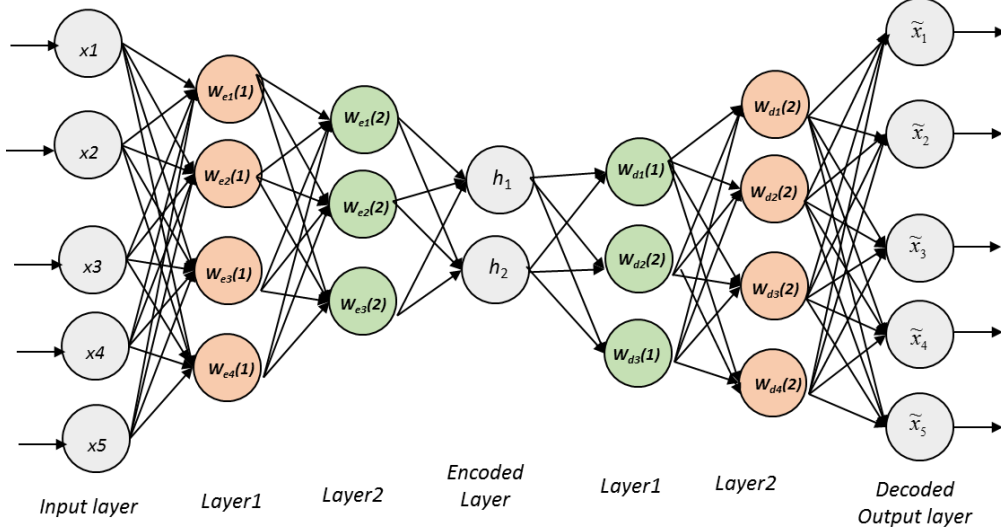 x1
x2
x3
x4
x5
We1(1)
We2(1)
We3(1)
We4(1)
We1(2)
We2(2)
We3(2)
h1
h2
Wd1(1)
Wd2(2)
Wd3(1)
Wd1(2)
Wd2(2)
Wd3(2)
Wd4(2)
x̃1
x̃2
x̃3
x̃4
x̃5
Input layer
Layer1
Layer2
Encoded
Layer
Layer1
Layer2
Decoded
Output layer